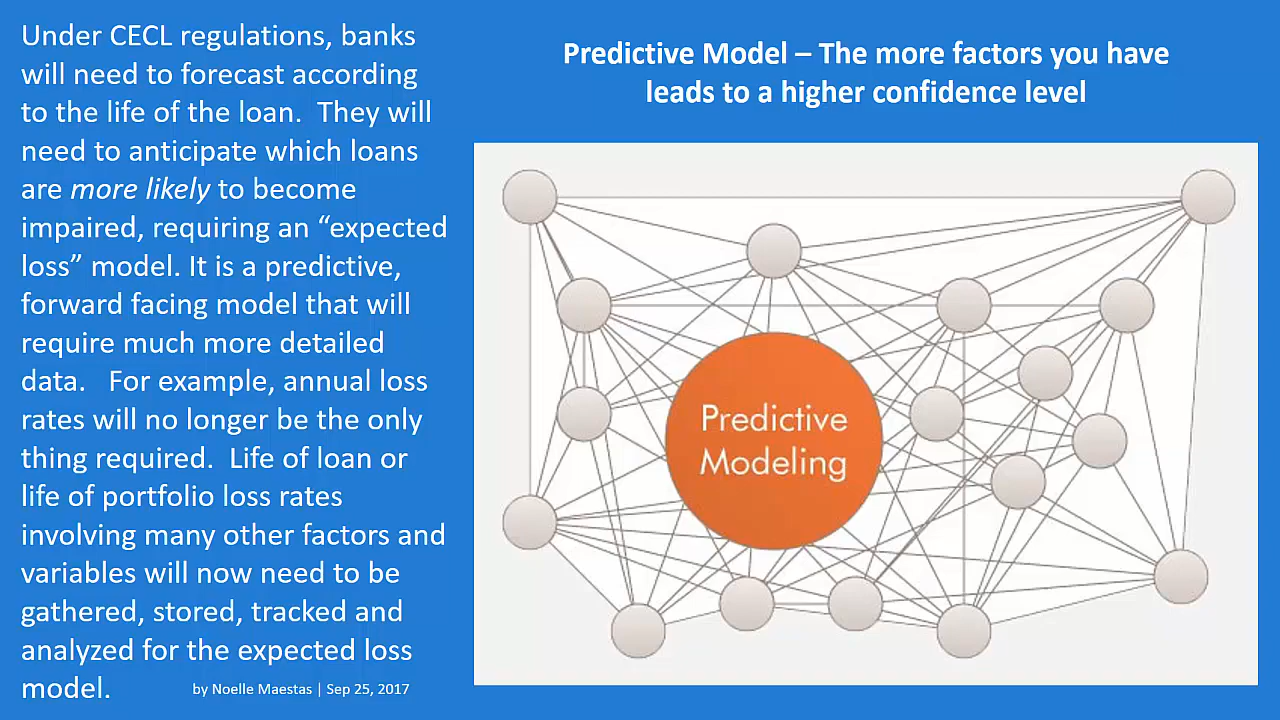 Under CECL regulations, banks
will need to forecast according
to the life of the loan.  They will
need to anticipate which loans
are more likely to become
impaired, requiring an “expected
loss” model. It is a predictive,
forward facing model that will
require much more detailed
data.   For example, annual loss
rates will no longer be the only
thing required.  Life of loan or
life of portfolio loss rates
involving many other factors and
variables will now need to be
gathered, stored, tracked and
analyzed for the expected loss
model.
by Noelle Maestas | Sep 25, 2017
Predictive Model – The more factors you have
leads to a higher confidence level
Predictive
Modeling